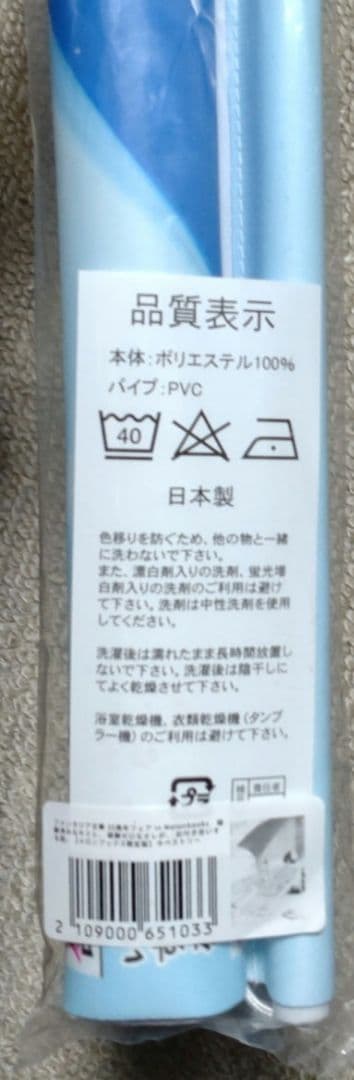 品質表示
本体:ポリエステル100%
パイプ:PVC
40
日本製
色移りを防ぐため、他の物と一緒
に洗わないで下さい。
また、漂白剤入りの洗剤、蛍光増
白剤入りの洗剤のご利用は避け
て下さい。洗剤は中性洗剤を使用
してください。
洗濯後は濡れたまま長時間放置し
ないで下さい。洗濯後は陰干しに
てよく乾燥させて下さい。
浴室乾燥機、衣類乾燥機(タンブ
ラー機)のご利用は避けて下さい。
プラ
2 109000 651033